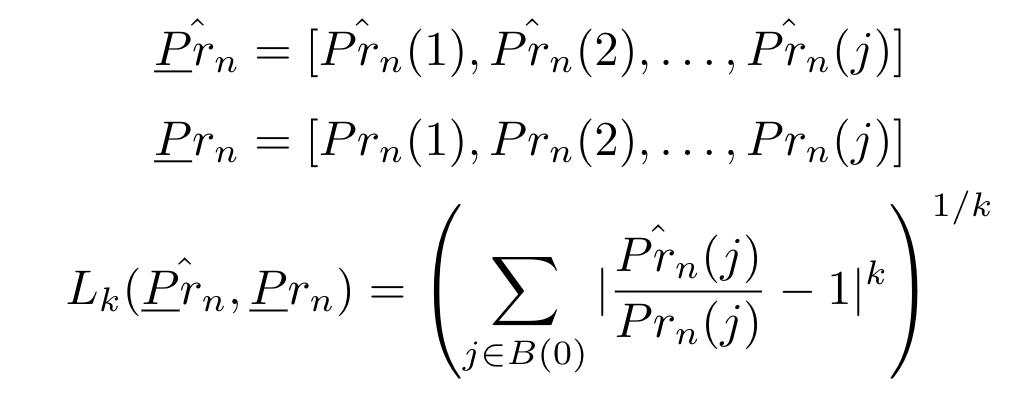 \underline{P}\hat{r}_n = [P\hat{r}_n(1), P\hat{r}_n(2), \ldots, P\hat{r}_n(j)]
\underline{P}r_n = [Pr_n(1), Pr_n(2), \ldots, Pr_n(j)]
L_k(\underline{P}\hat{r}_n, \underline{P}r_n) = \left( \sum_{j \in B(0)} |\frac{P\hat{r}_n(j)}{Pr_n(j)} - 1|^k \right)^{1/k}